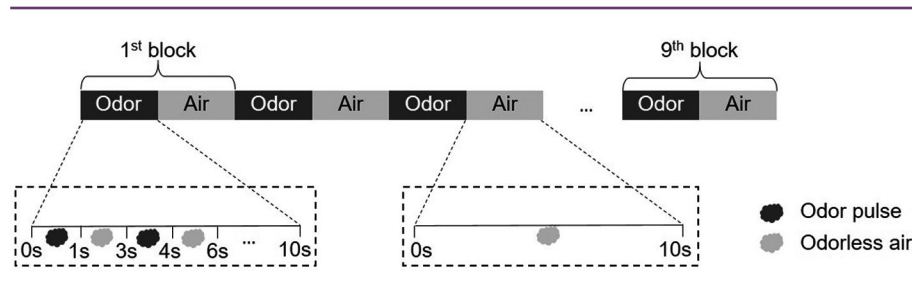 1st block
9th block
Odor Air Odor Air Odor Air ... Odor Air
0s 1s 3s 4s 6s ... 10s
0s 10s
Odor pulse
Odorless air